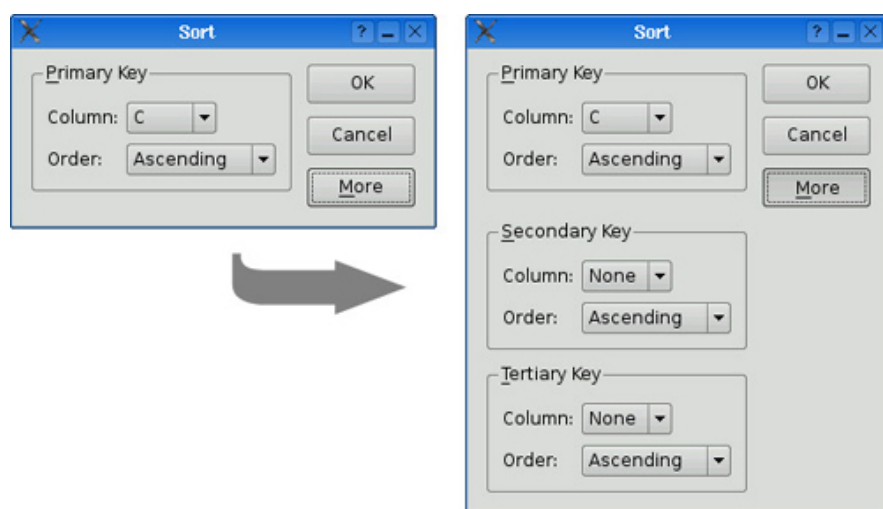 Sort ?
Primary Key
OK
Column: C
Cancel
Order: Ascending
More
Sort ?
Primary Key
OK
Column: C
Cancel
Order: Ascending
More
Secondary Key
Column: None
Order: Ascending
Tertiary Key
Column: None
Order: Ascending